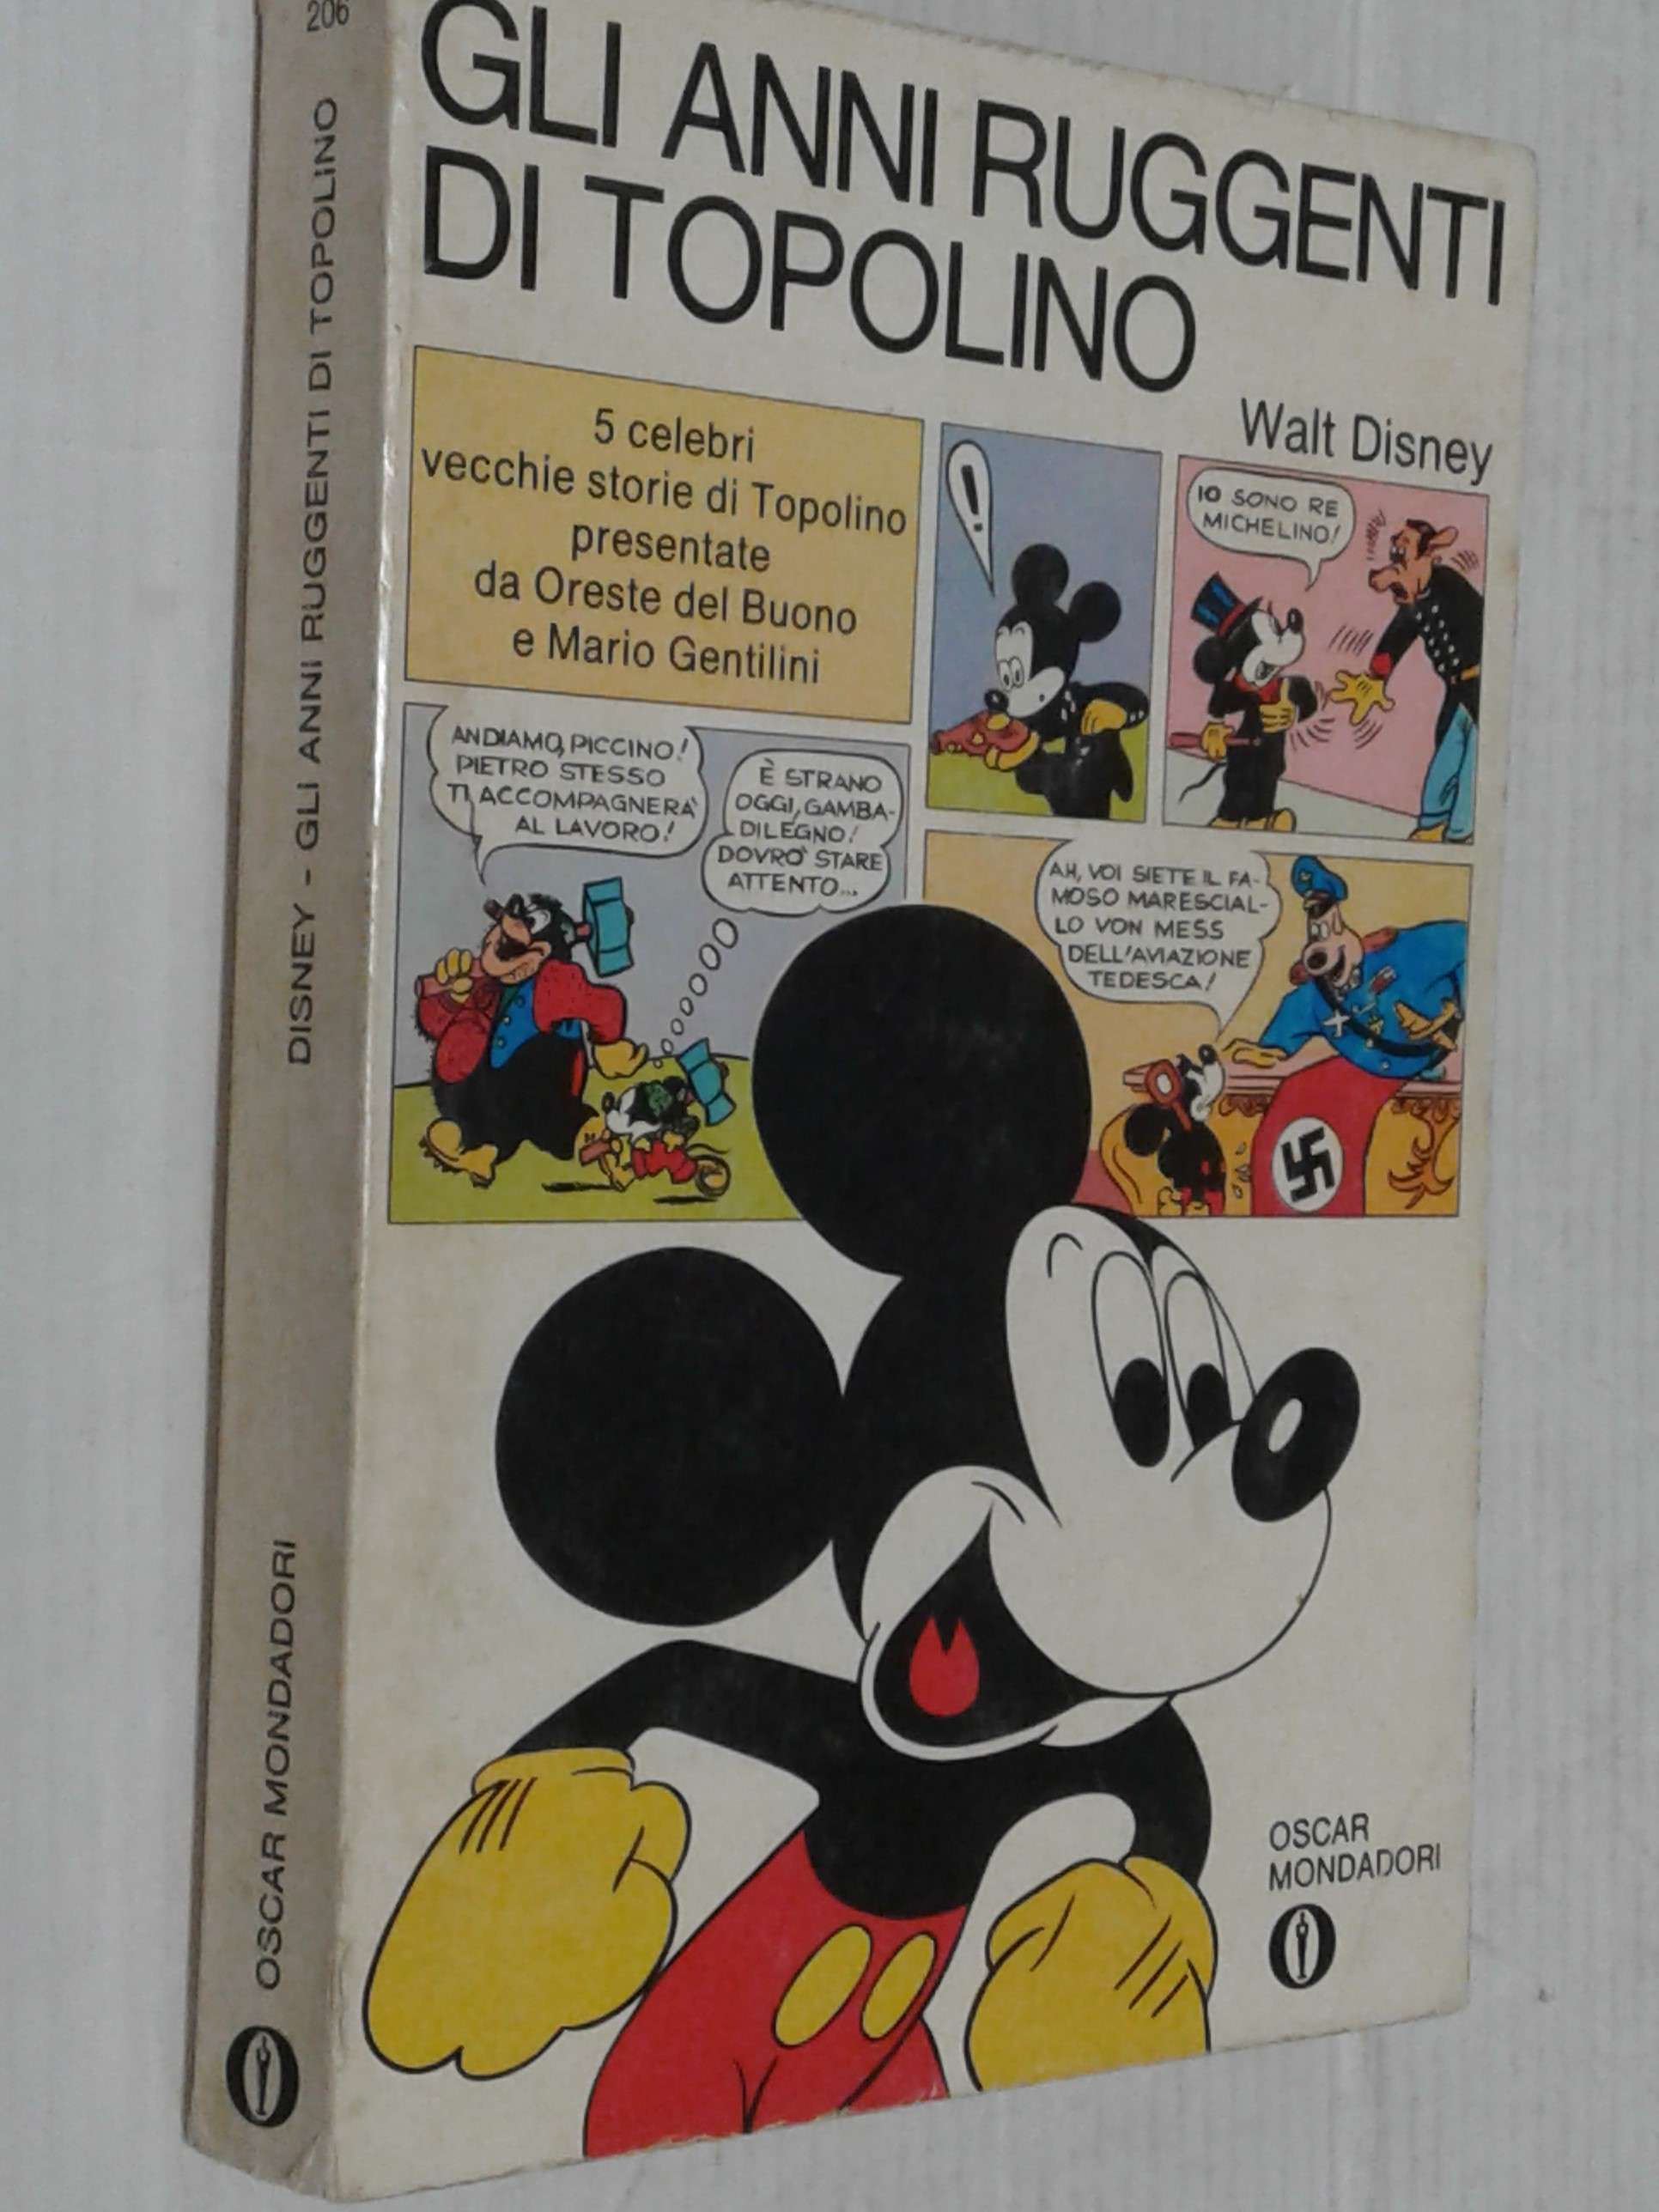 206
DISNEY - GLI ANNI RUGGENTI DI TOPOLINO
OSCAR MONDADORI
GLI ANNI RUGGENTI
DI TOPOLINO
Walt Disney
5 celebri
vecchie storie di Topolino
presentate
da Oreste del Buono
e Mario Gentilini
!
IO SONO RE
MICHELINO!
ANDIAMO, PICCINO!
PIETRO STESSO
TI ACCOMPAGNERÀ
AL LAVORO!
È STRANO
OGGI, GAMBA-
DILEGNO!
DOVRÒ STARE
ATTENTO...
AH, VOI SIETE IL FA-
MOSO MARESCIAL-
LO VON MESS
DELL'AVIAZIONE
TEDESCA!
OSCAR
MONDADORI